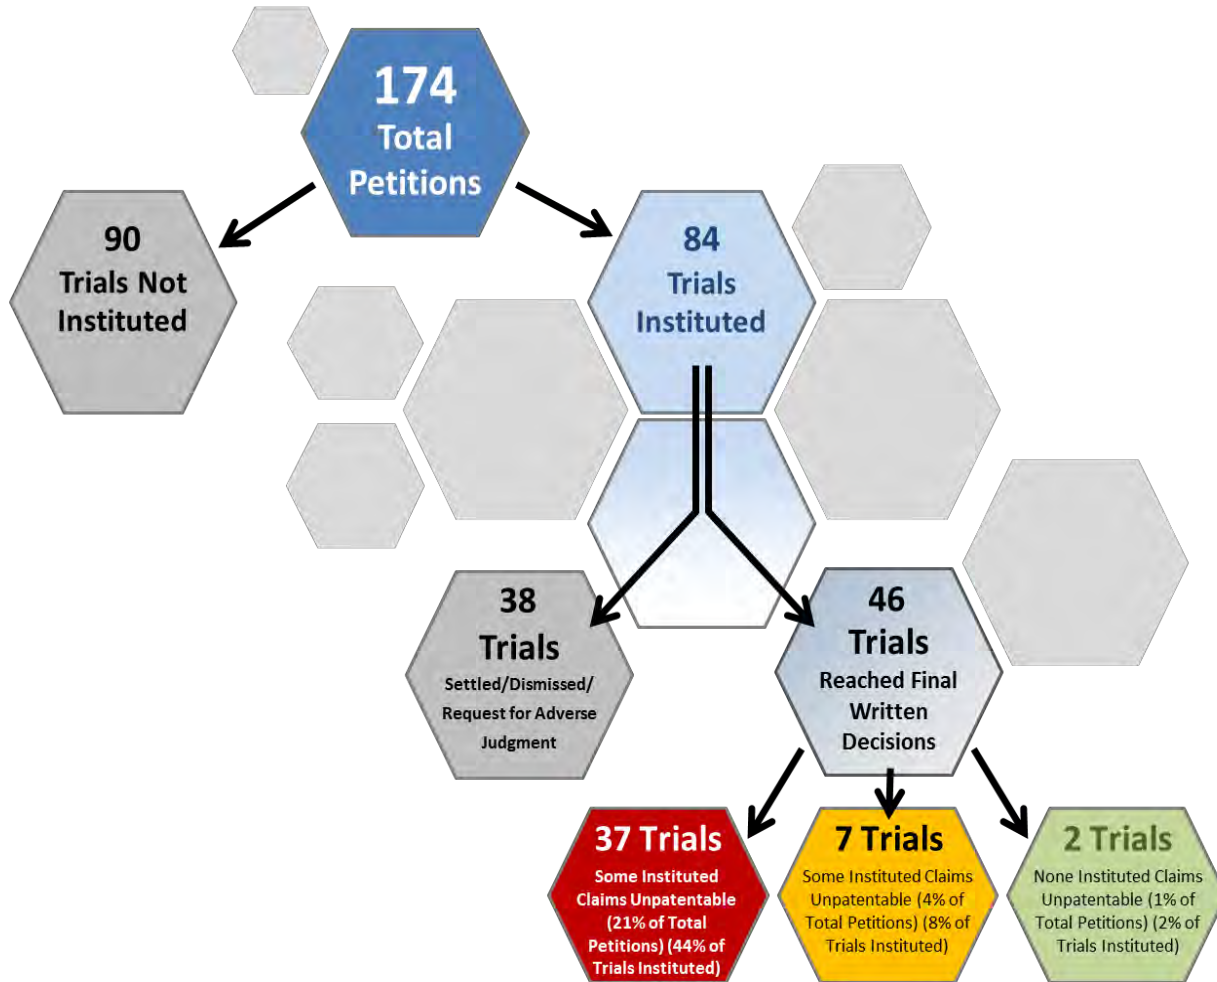 174
Total
Petitions
90
Trials Not
Instituted
84
Trials
Instituted
38
Trials
Settled/Dismissed/
Request for Adverse
Judgment
46
Trials
Reached Final
Written
Decisions
37 Trials
Some Instituted
Claims Unpatentable
(21% of Total
Petitions) (44% of
Trials Instituted)
7 Trials
Some Instituted Claims
Unpatentable (4% of
Total Petitions) (8% of
Trials Instituted)
2 Trials
None Instituted Claims
Unpatentable (1% of
Total Petitions) (2% of
Trials Instituted)